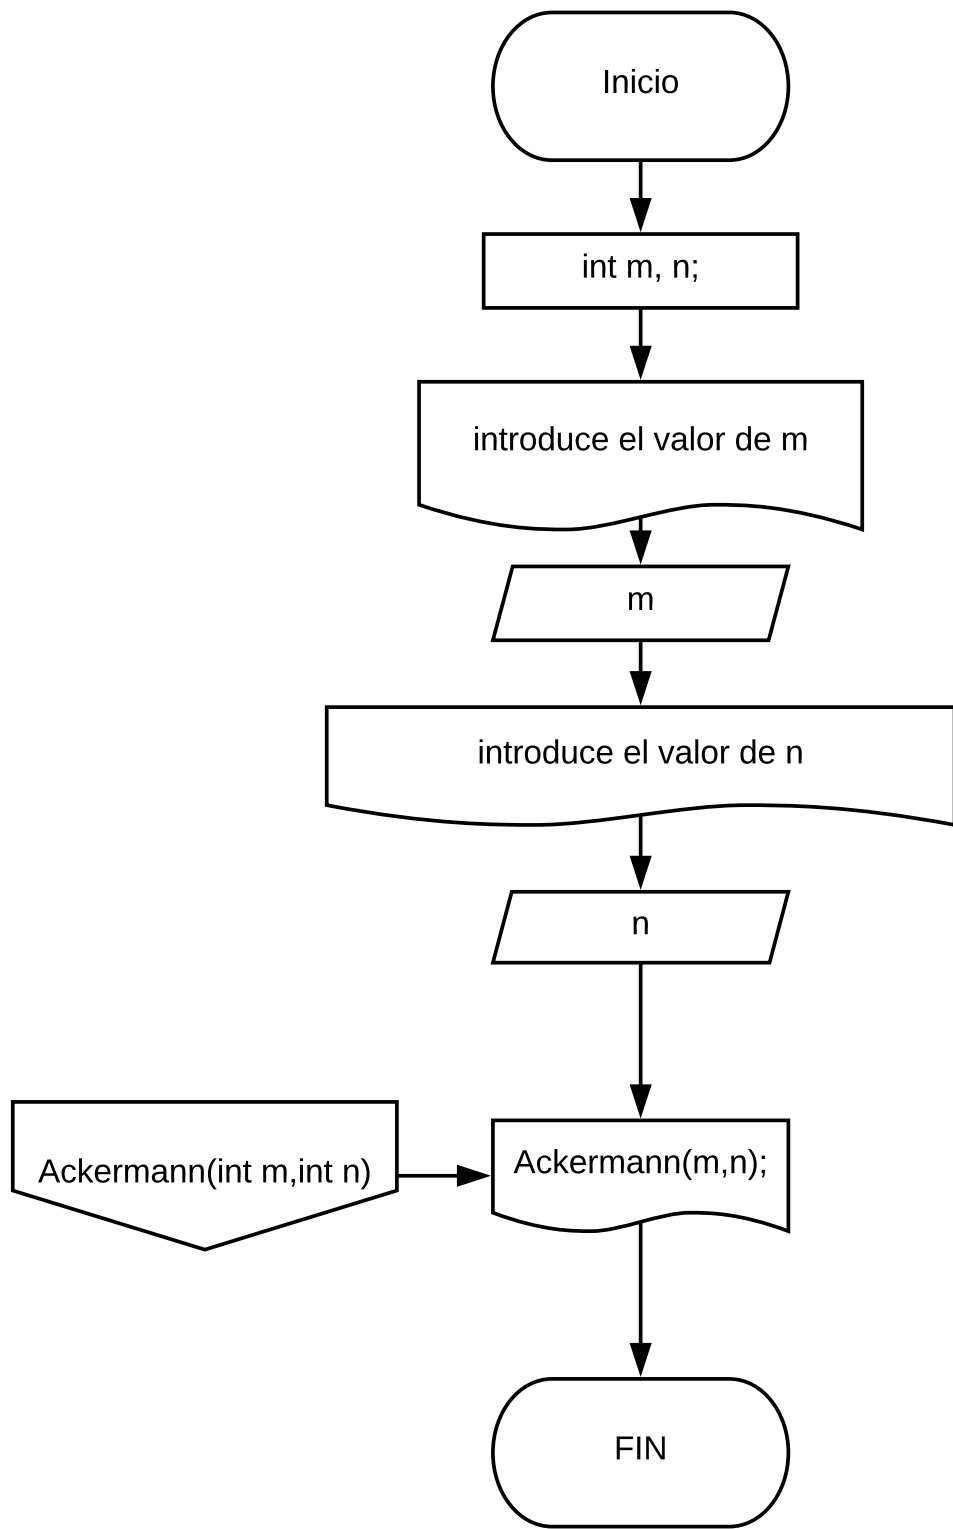 Inicio
int m, n;
introduce el valor de m
m
introduce el valor de n
n
Ackermann(int m,int n)
Ackermann(m,n);
FIN